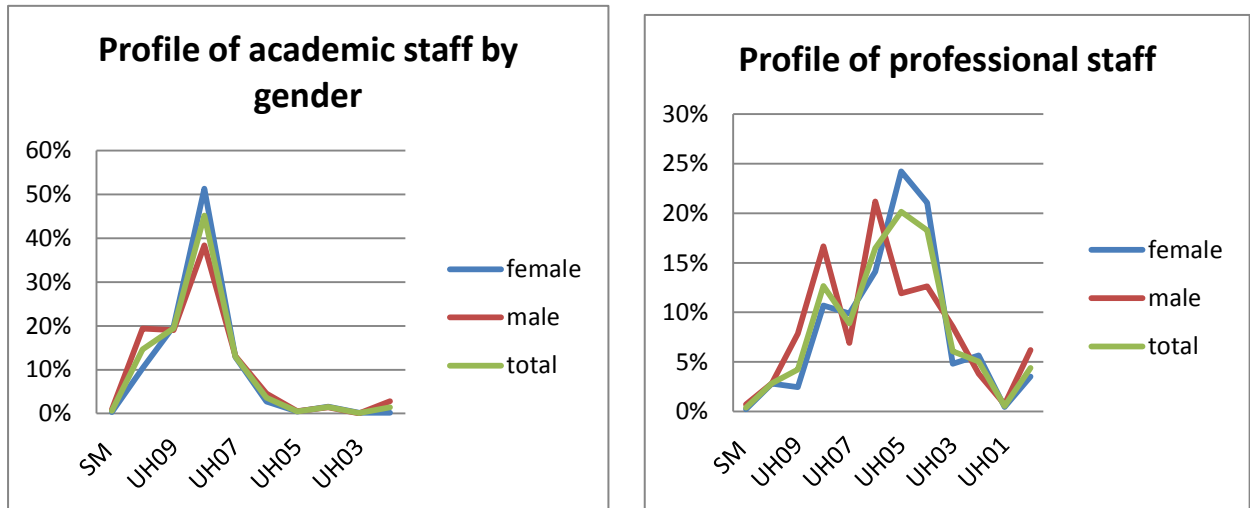 Profile of academic staff by
gender
60%
50%
40%
30%
20%
10%
0%
SM
UH09
UH07
UH05
UH03
female
male
total
Profile of professional staff
30%
25%
20%
15%
10%
5%
0%
SM
UH09
UH07
UH05
UH03
UH01
female
male
total